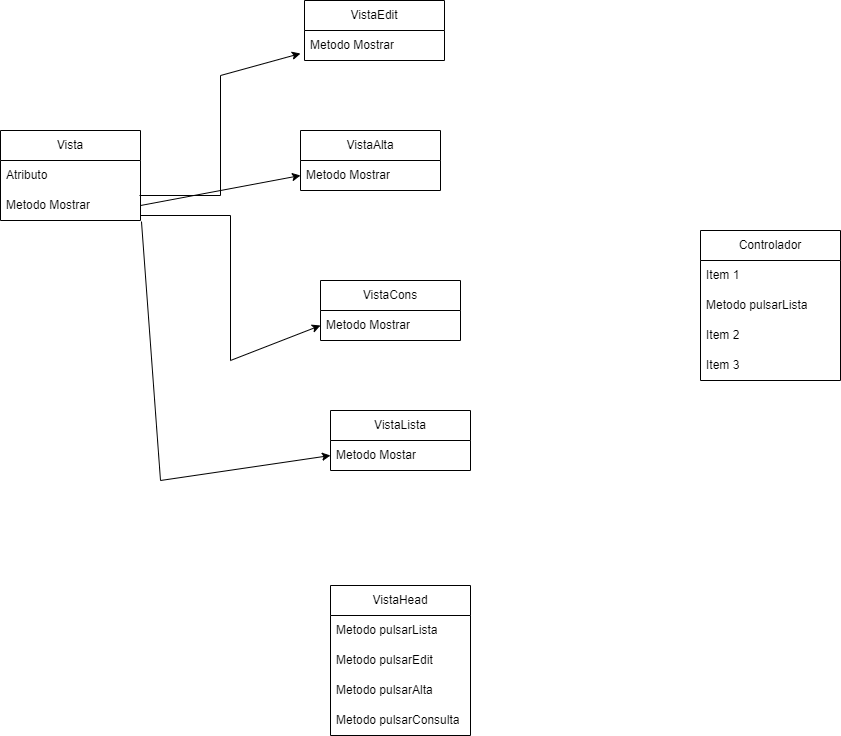 VistaEdit
Metodo Mostrar
Vista
Atributo
Metodo Mostrar
VistaAlta
Metodo Mostrar
Controlador
Item 1
Metodo pulsarLista
Item 2
Item 3
VistaCons
Metodo Mostrar
VistaLista
Metodo Mostar
VistaHead
Metodo pulsarLista
Metodo pulsarEdit
Metodo pulsarAlta
Metodo pulsarConsulta